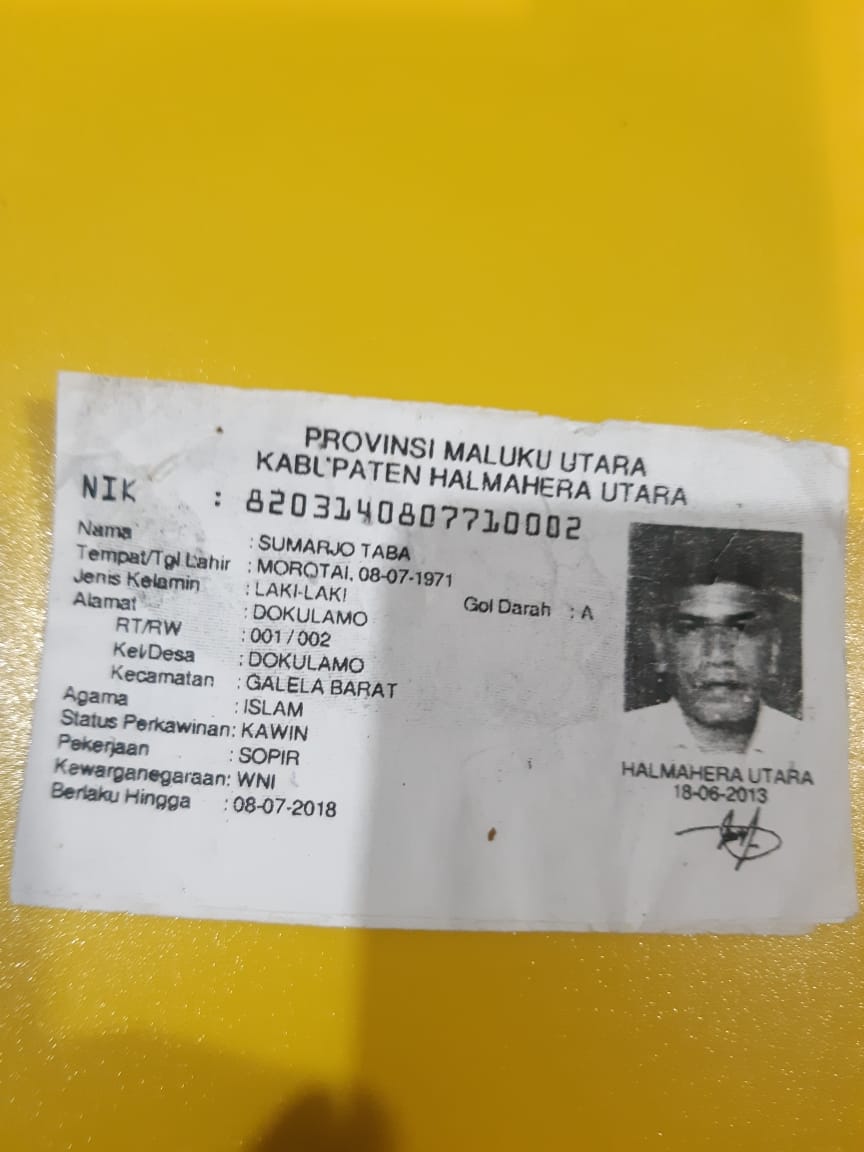 PROVINSI MALUKU UTARA
KABUPATEN HALMAHERA UTARA
NIK : 8203140807710002
Nama : SUMARJO TABA
Tempat/Tgl Lahir : MOROTAI, 08-07-1971
Jenis Kelamin : LAKI-LAKI Gol Darah : A
Alamat : DOKULAMO
RT/RW : 001 / 002
Kel/Desa : DOKULAMO
Kecamatan : GALELA BARAT
Agama : ISLAM
Status Perkawinan: KAWIN
Pekerjaan : SOPIR
Kewarganegaraan: WNI
Berlaku Hingga : 08-07-2018
HALMAHERA UTARA
18-06-2013